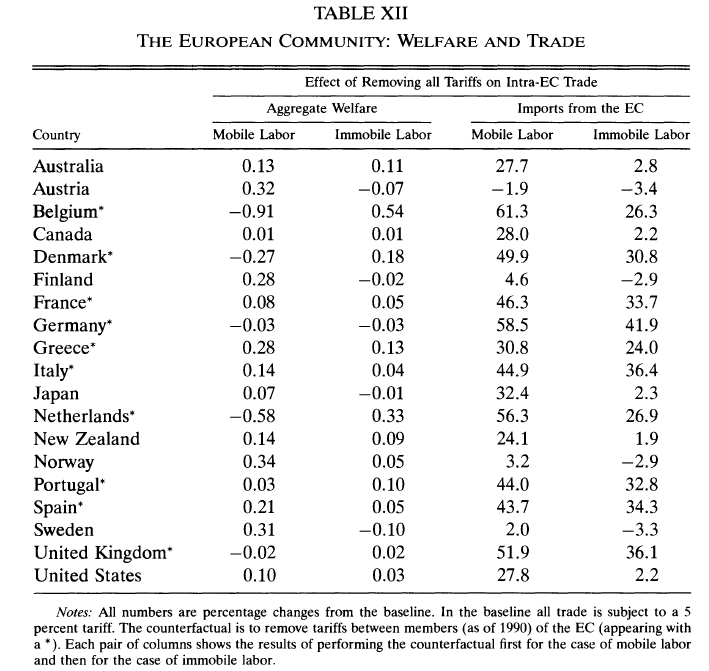 TABLE XII
THE EUROPEAN COMMUNITY: WELFARE AND TRADE
Effect of Removing all Tariffs on Intra-EC Trade
Aggregate Welfare Imports from the EC
Country Mobile Labor Immobile Labor Mobile Labor Immobile Labor
Australia 0.13 0.11 27.7 2.8
Austria 0.32 −0.07 −1.9 −3.4
Belgium* −0.91 0.54 61.3 26.3
Canada 0.01 0.01 28.0 2.2
Denmark* −0.27 0.18 49.9 30.8
Finland 0.28 −0.02 4.6 −2.9
France* 0.08 0.05 46.3 33.7
Germany* −0.03 −0.03 58.5 41.9
Greece* 0.28 0.13 30.8 24.0
Italy* 0.14 0.04 44.9 36.4
Japan 0.07 −0.01 32.4 2.3
Netherlands* −0.58 0.33 56.3 26.9
New Zealand 0.14 0.09 24.1 1.9
Norway 0.34 0.05 3.2 −2.9
Portugal* 0.03 0.10 44.0 32.8
Spain* 0.21 0.05 43.7 34.3
Sweden 0.31 −0.10 2.0 −3.3
United Kingdom* −0.02 0.02 51.9 36.1
United States 0.10 0.03 27.8 2.2
Notes: All numbers are percentage changes from the baseline. In the baseline all trade is subject to a 5
percent tariff. The counterfactual is to remove tariffs between members (as of 1990) of the EC (appearing with
a *). Each pair of columns shows the results of performing the counterfactual first for the case of mobile labor
and then for the case of immobile labor.